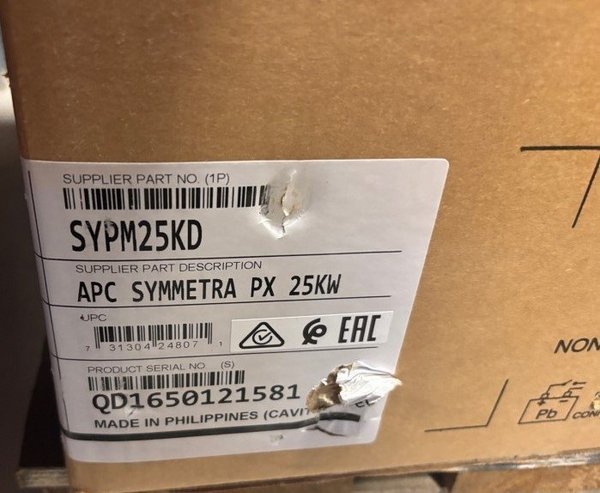 SUPPLIER PART NO. (1P)
SYPM25KD
SUPPLIER PART DESCRIPTION
APC SYMMETRA PX 25KW
UPC
7 31304 24807 1
EAC
PRODUCT SERIAL NO. (S)
QD1650121581
MADE IN PHILIPPINES
NON
Pb